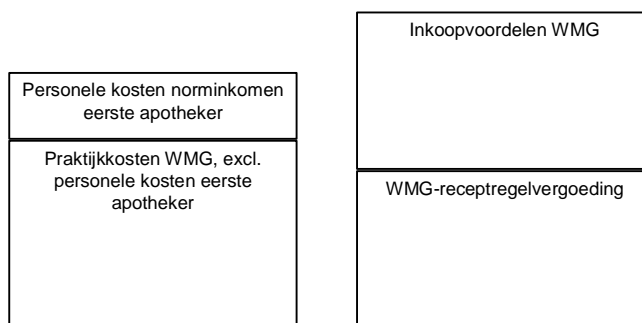 Personele kosten norminkomen
eerste apotheker
Praktijkkosten WMG, excl.
personele kosten eerste
apotheker
Inkoopvoordelen WMG
WMG-receptregelvergoeding